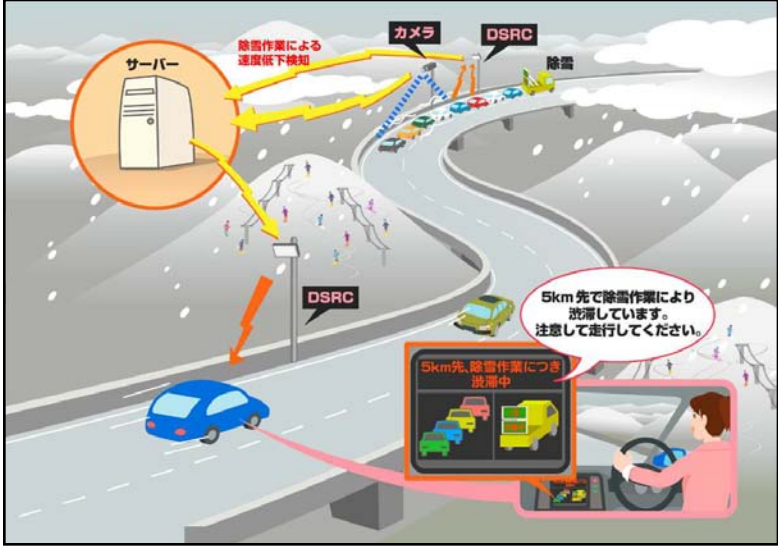 サーバー
除雪作業による
速度低下検知
カメラ
DSRC
除雪
DSRC
5km先で除雪作業により
渋滞しています。
注意して走行してください。
5km先、除雪作業につき
渋滞中